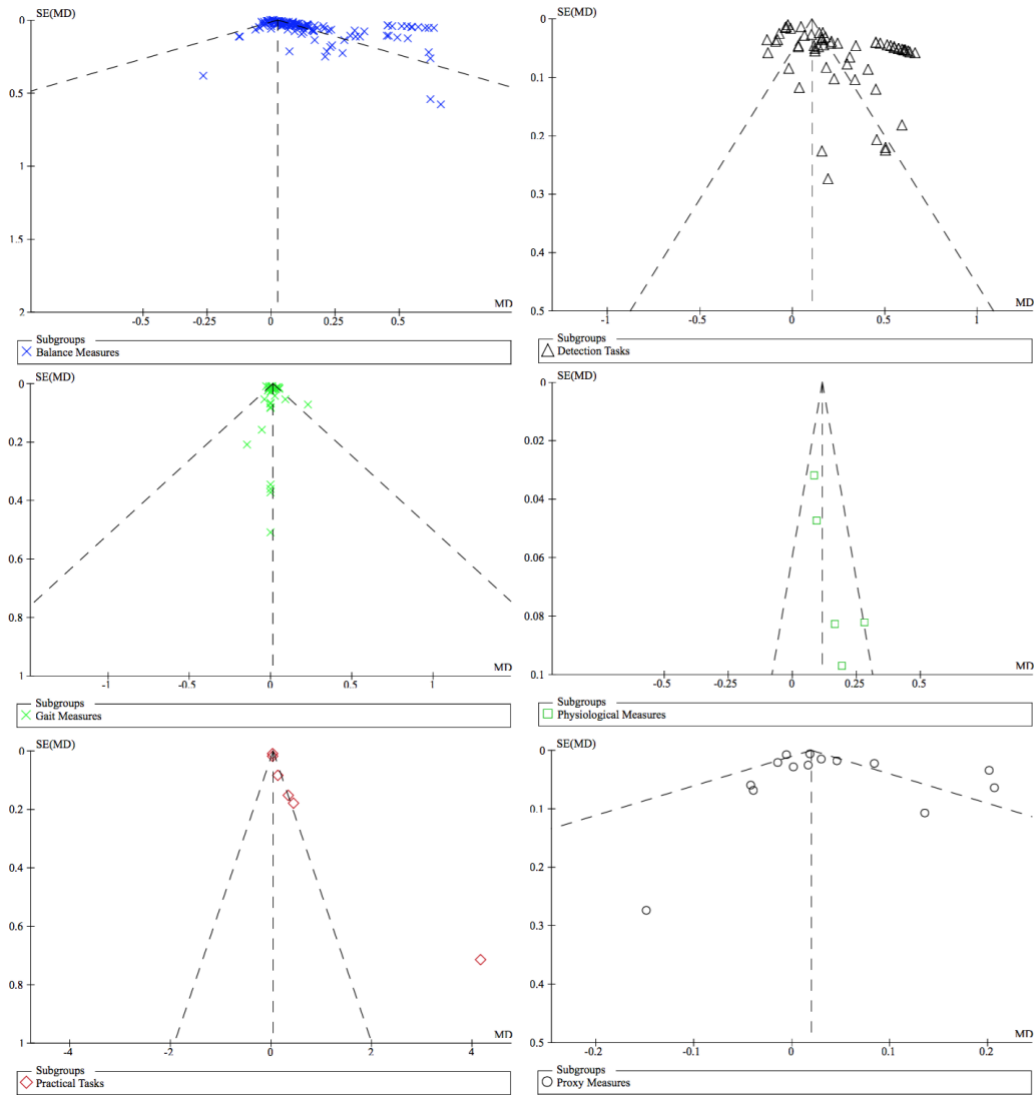 SE(MD)
0
0.5
1
1.5
2
-0.5 -0.25 0 0.25 0.5
MD
Subgroups
Balance Measures
SE(MD)
0
0.1
0.2
0.3
0.4
0.5
-1 -0.5 0 0.5 1
MD
Subgroups
Detection Tasks
SE(MD)
0
0.2
0.4
0.6
0.8
1
-1 -0.5 0 0.5 1
MD
Subgroups
Gait Measures
SE(MD)
0
0.02
0.04
0.06
0.08
0.1
-0.5 -0.25 0 0.25 0.5
MD
Subgroups
Physiological Measures
SE(MD)
0
0.2
0.4
0.6
0.8
1
-4 -2 0 2 4
MD
Subgroups
Practical Tasks
SE(MD)
0
0.1
0.2
0.3
0.4
0.5
-0.2 -0.1 0 0.1 0.2
MD
Subgroups
Proxy Measures